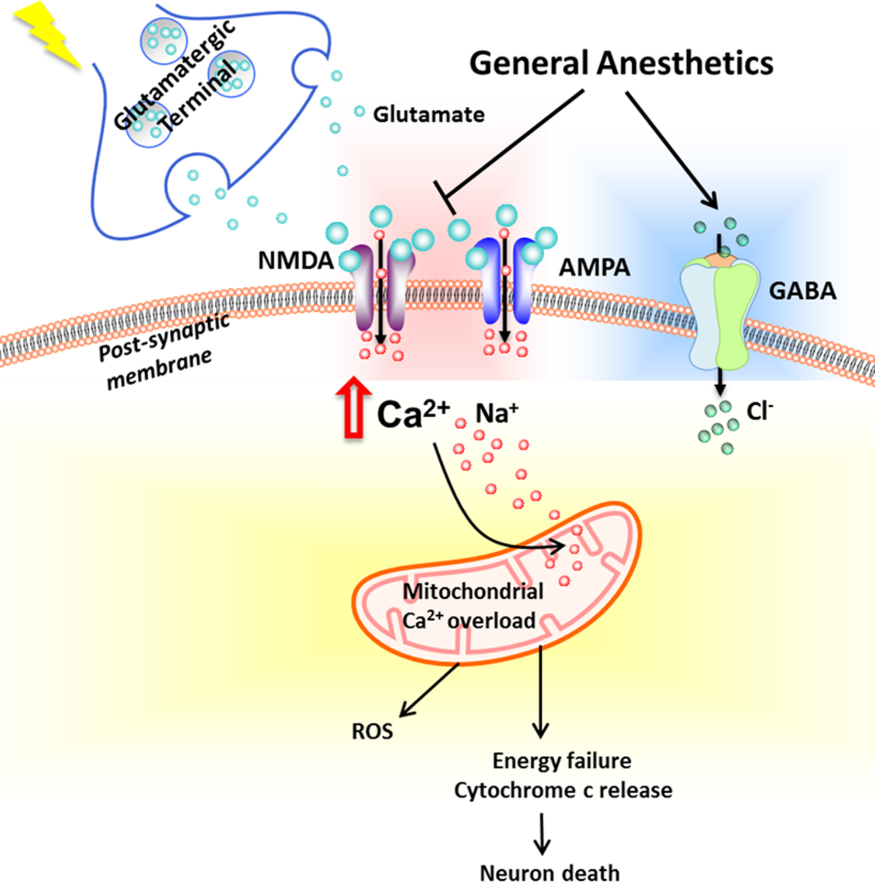 Glutamatergic
Terminal
General Anesthetics
Glutamate
NMDA
AMPA
GABA
Post-synaptic
membrane
Ca²⁺
Na⁺
Cl⁻
Mitochondrial
Ca²⁺ overload
ROS
Energy failure
Cytochrome c release
Neuron death